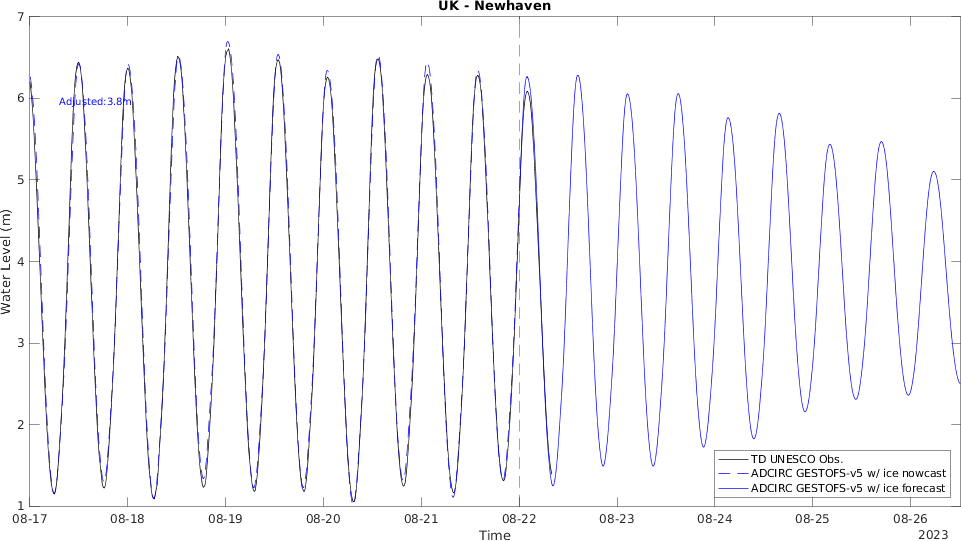 UK - Newhaven
7
6
5
4
3
2
1
Water Level (m)
Adjusted:3.8m
TD UNESCO Obs.
ADCIRC GESTOFS-v5 w/ ice nowcast
ADCIRC GESTOFS-v5 w/ ice forecast
08-17 08-18 08-19 08-20 08-21 08-22 08-23 08-24 08-25 08-26
Time
2023